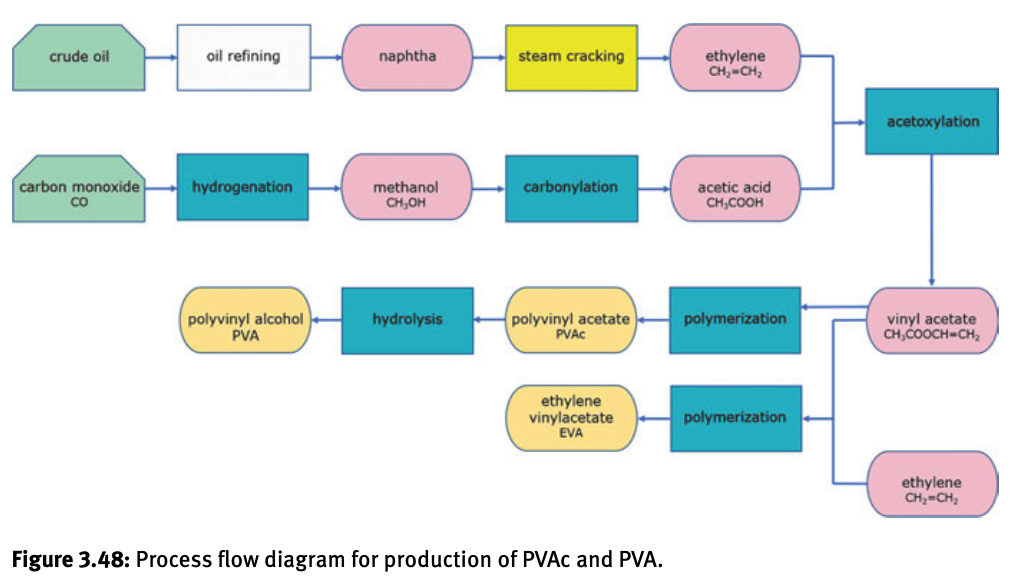 crude oil
oil refining
naphtha
steam cracking
ethylene
CH₂=CH₂
acetoxylation
carbon monoxide
CO
hydrogenation
methanol
CH₃OH
carbonylation
acetic acid
CH₃COOH
polyvinyl alcohol
PVA
hydrolysis
polyvinyl acetate
PVAc
polymerization
vinyl acetate
CH₃COOCH=CH₂
ethylene
vinylacetate
EVA
polymerization
ethylene
CH₂=CH₂
Figure 3.48: Process flow diagram for production of PVAc and PVA.